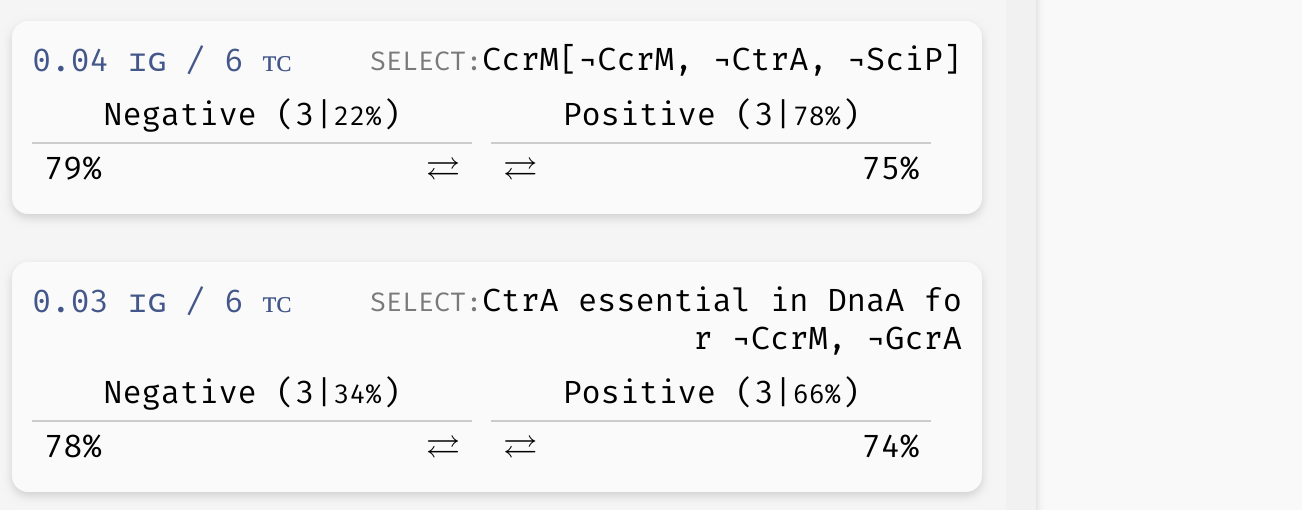 0.04 IG / 6 TC SELECT:CcrM[¬CcrM, ¬CtrA, ¬SciP]
Negative (3|22%) Positive (3|78%)
79% ⇄ ⇄ 75%
0.03 IG / 6 TC SELECT:CtrA essential in DnaA fo
r ¬CcrM, ¬GcrA
Negative (3|34%) Positive (3|66%)
78% ⇄ ⇄ 74%